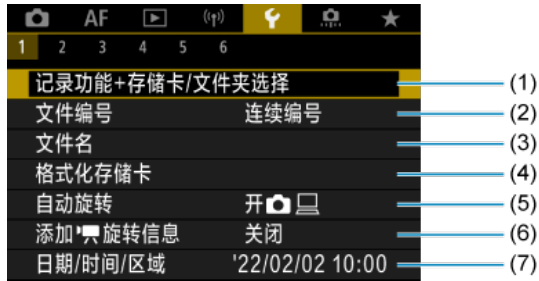 AF
1 2 3 4 5 6
记录功能+存储卡/文件夹选择 (1)
文件编号 连续编号 (2)
文件名 (3)
格式化存储卡 (4)
自动旋转 开 (5)
添加旋转信息 关闭 (6)
日期/时间/区域 '22/02/02 10:00 (7)